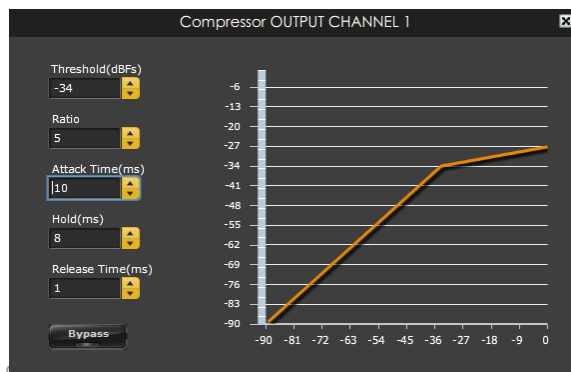 Compressor OUTPUT CHANNEL 1
Threshold(dBFs)
-34
Ratio
5
Attack Time(ms)
10
Hold(ms)
8
Release Time(ms)
1
Bypass
-6
-13
-20
-27
-34
-41
-48
-55
-62
-69
-76
-83
-90
-90 -81 -72 -63 -54 -45 -36 -27 -18 -9 0